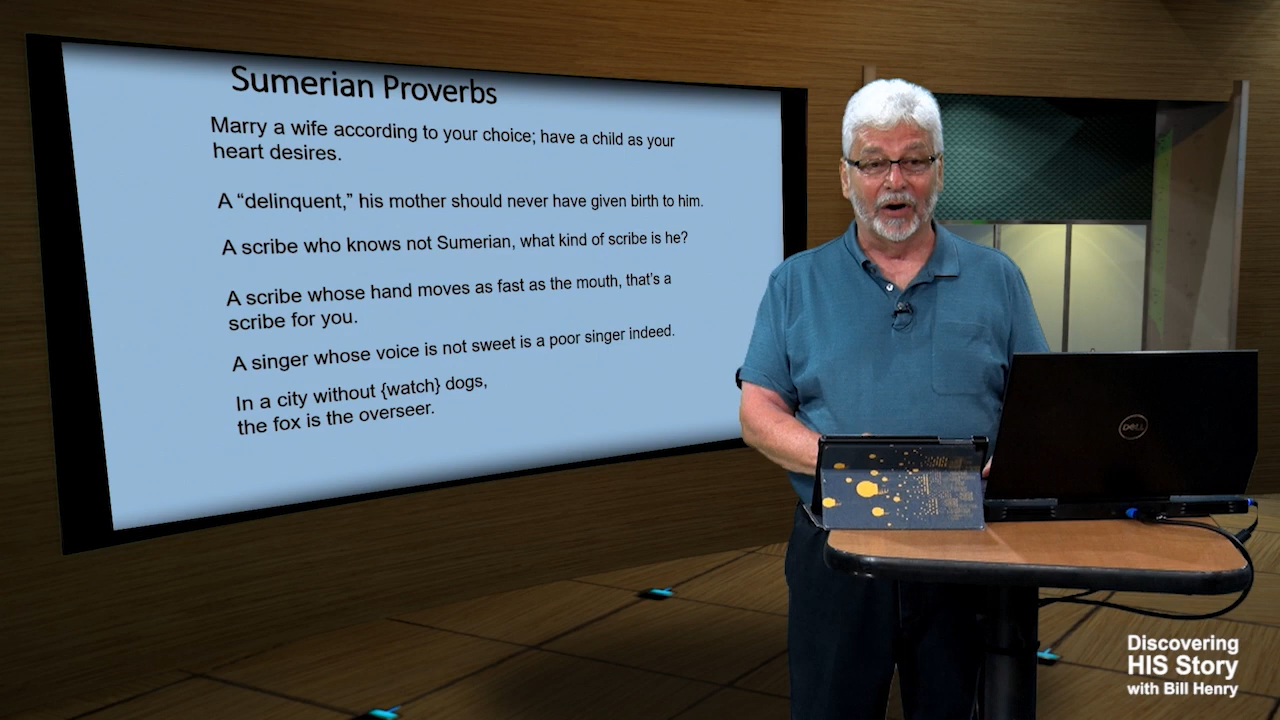 Sumerian Proverbs
Marry a wife according to your choice; have a child as your
heart desires.
A “delinquent,” his mother should never have given birth to him.
A scribe who knows not Sumerian, what kind of scribe is he?
A scribe whose hand moves as fast as the mouth, that's a
scribe for you.
A singer whose voice is not sweet is a poor singer indeed.
In a city without {watch} dogs,
the fox is the overseer.
DELL
Discovering
HIS Story
with Bill Henry